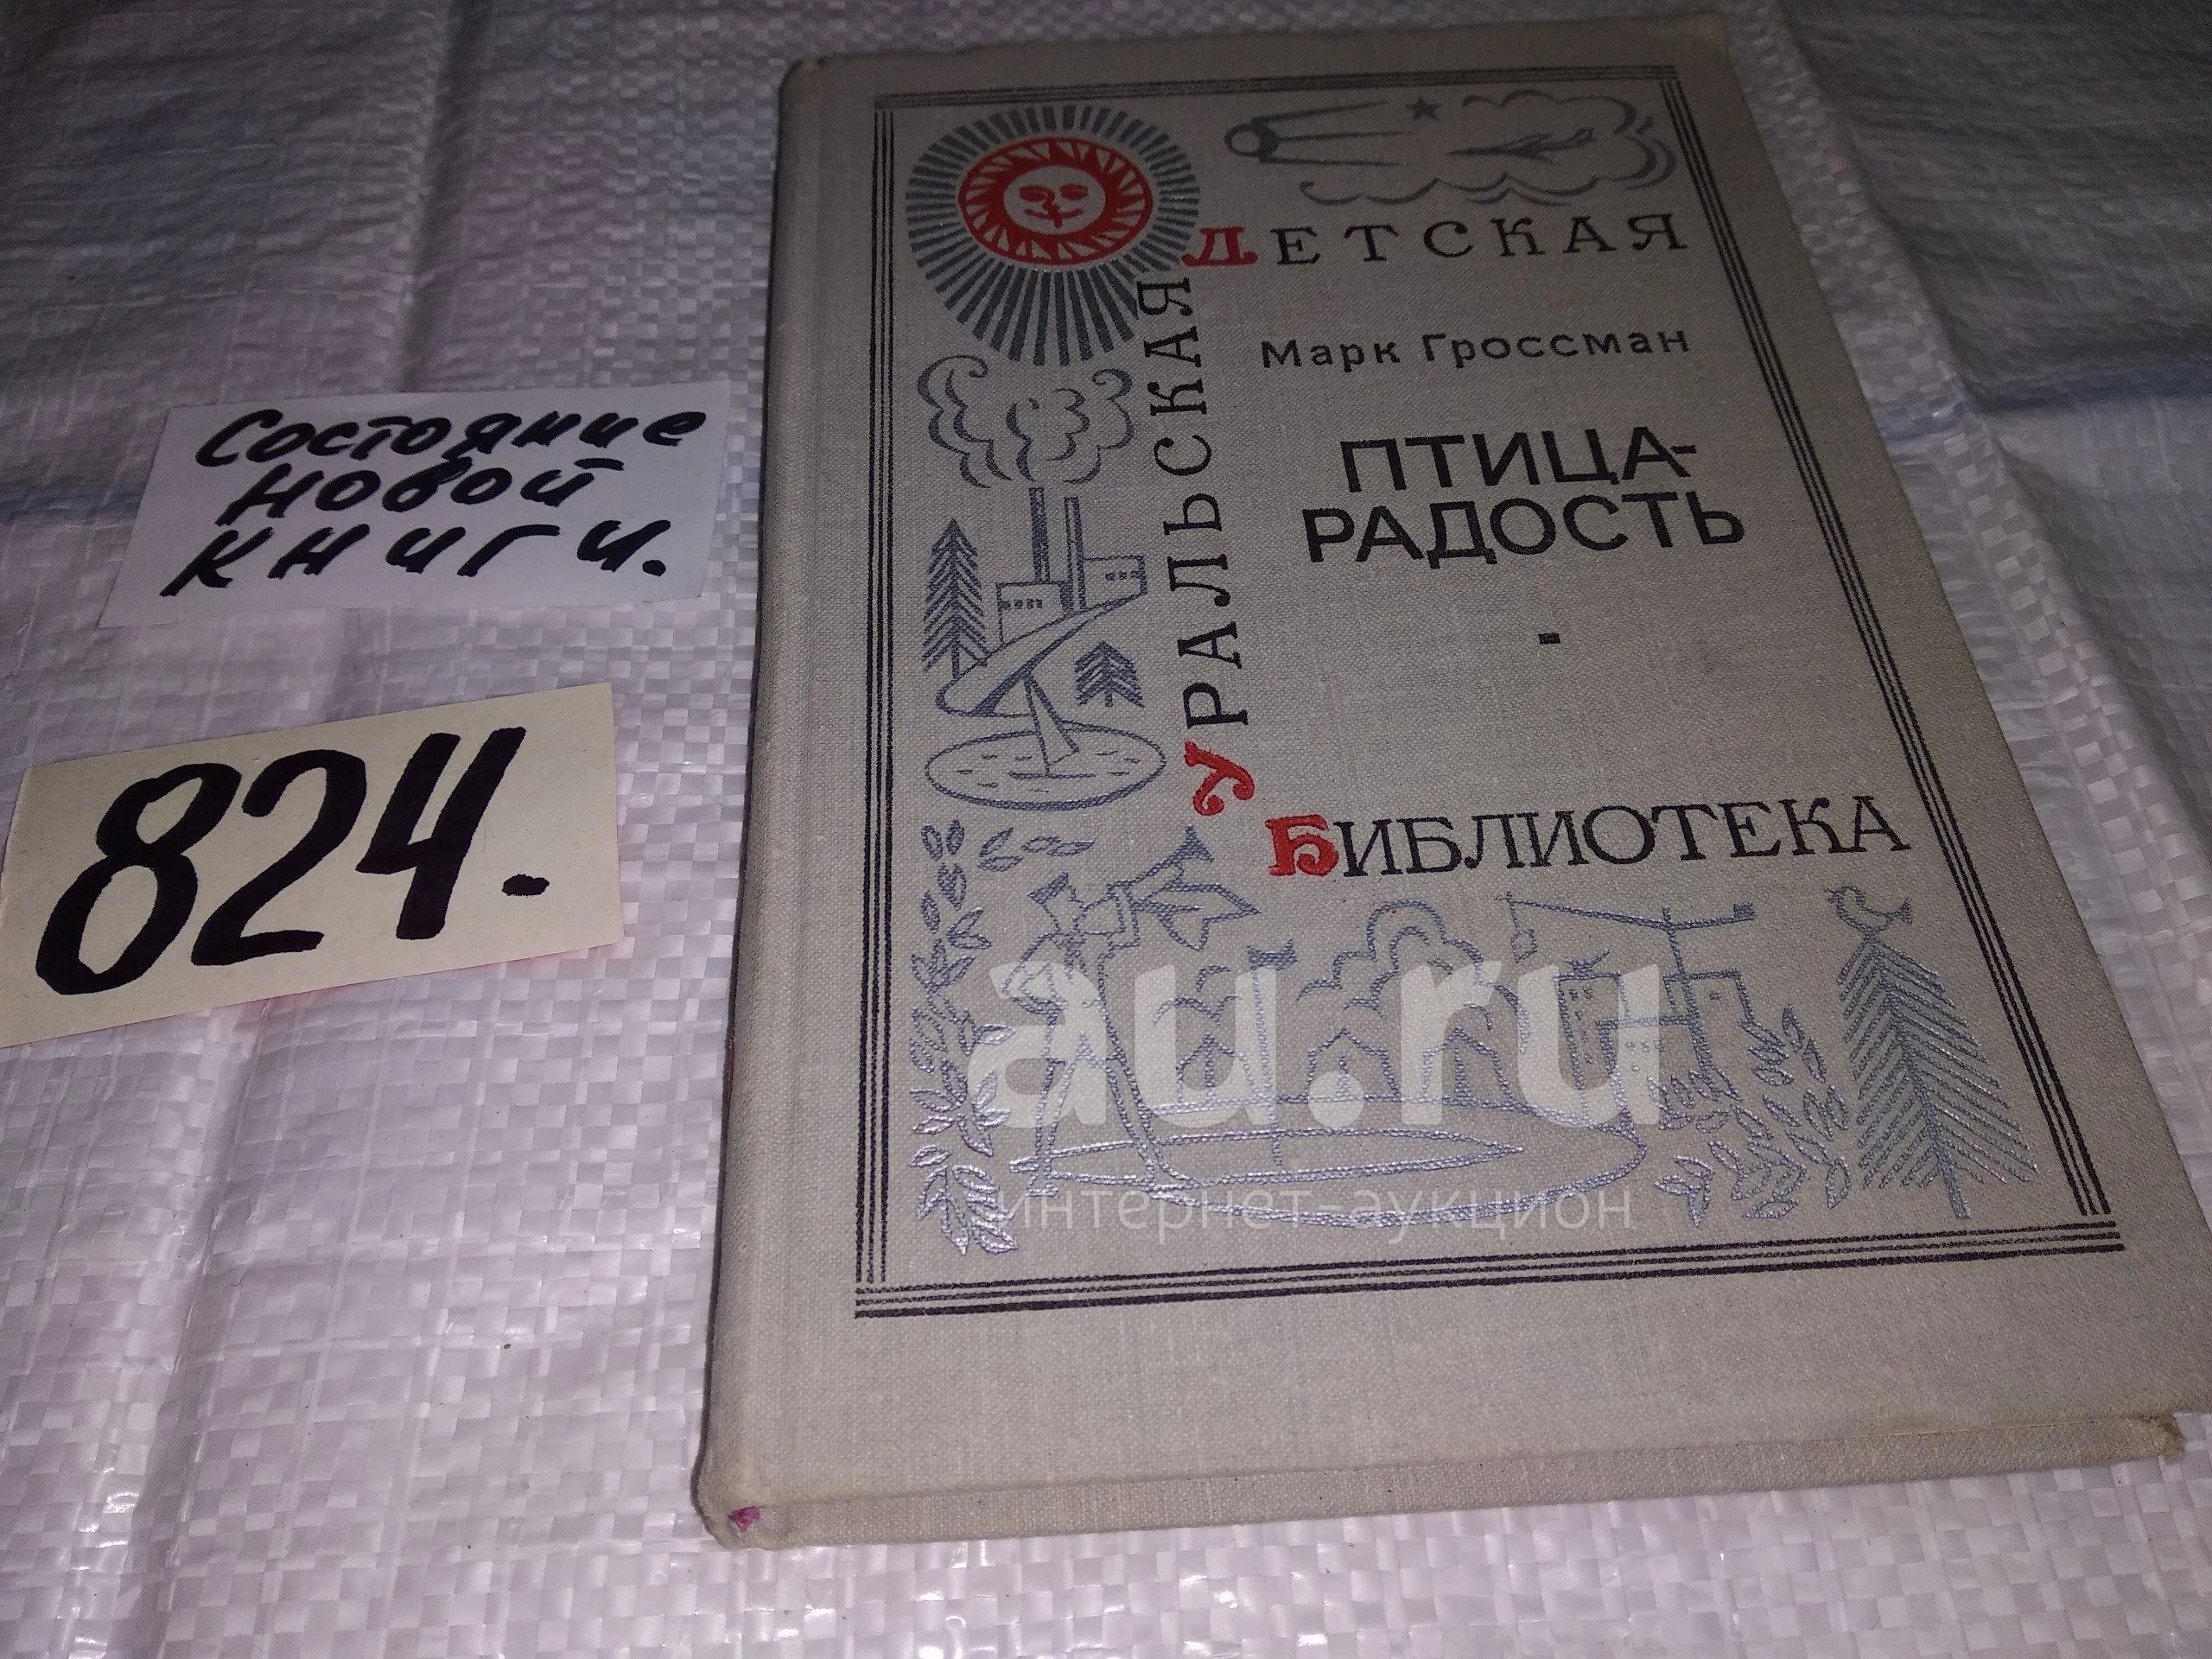 Состояние
новой
книги.
824.
ДЕТСКАЯ
УРАЛЬСКАЯ
Марк Гроссман
ПТИЦА-
РАДОСТЬ
БИБЛИОТЕКА
au.ru
интернет-аукцион